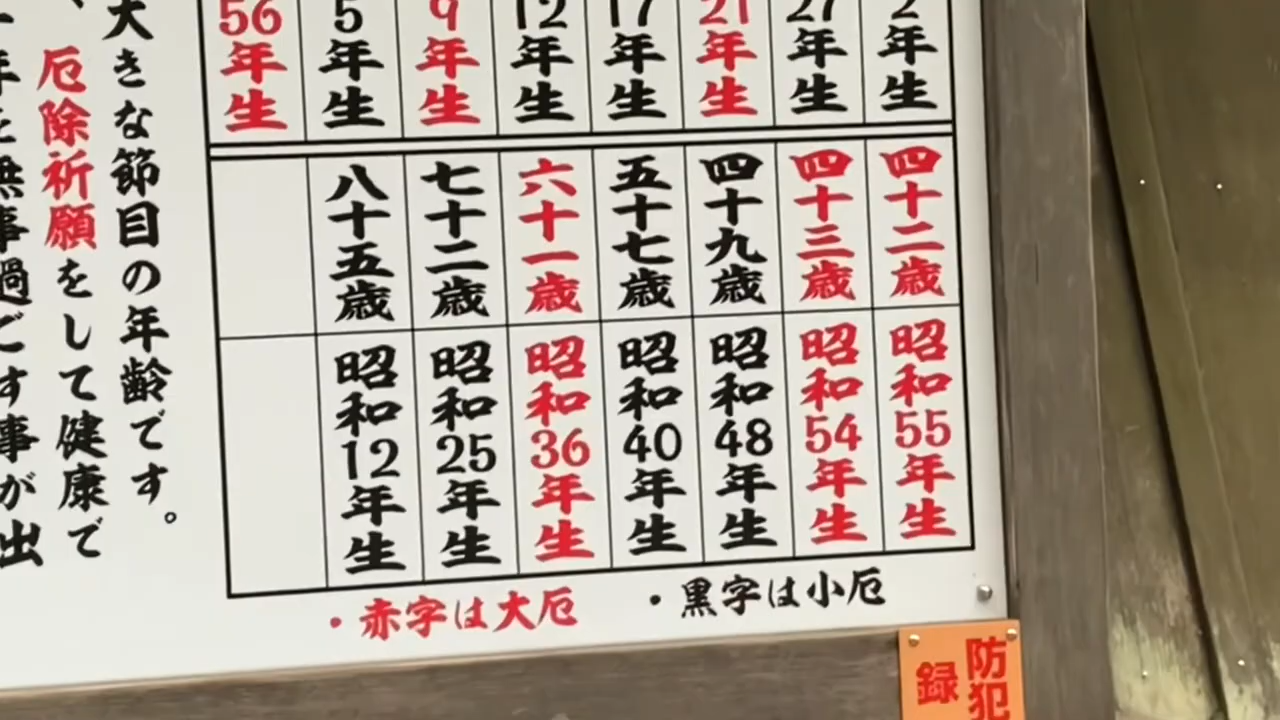 2年生
27年生
21年生
12年生
17年生
9年生
5年生
56年生
四十二歳
四十三歳
四十九歳
五十七歳
六十一歳
七十二歳
八十五歳
昭和55年生
昭和54年生
昭和48年生
昭和40年生
昭和36年生
昭和25年生
昭和12年生
・赤字は大厄
・黒字は小厄
大きな節目の年齢です。
、厄除祈願をして健康で
年を無事過ごす事が出
防犯
録